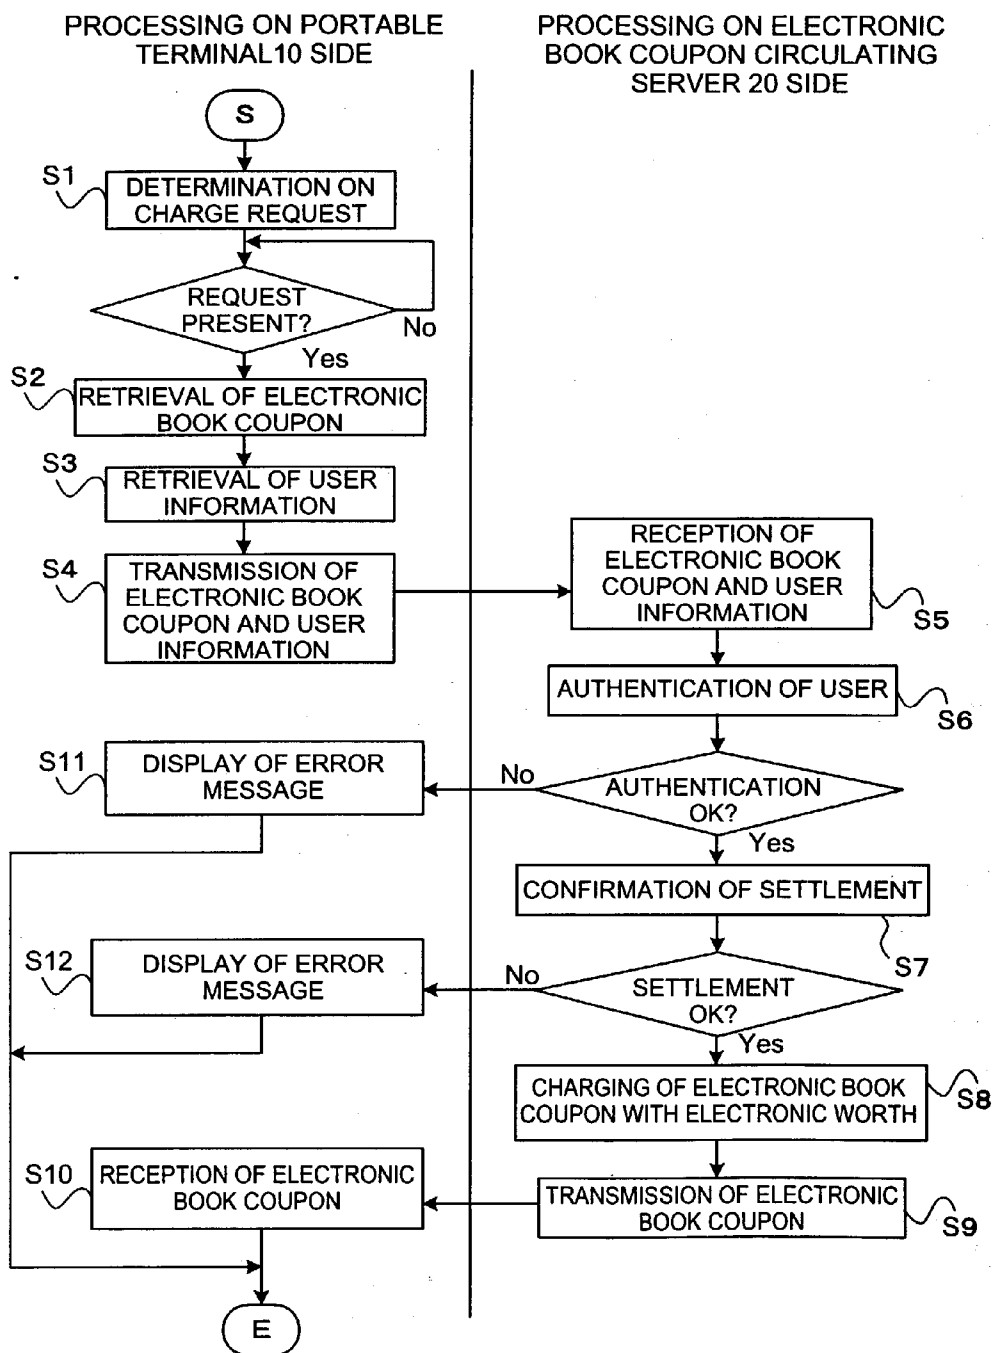 PROCESSING ON PORTABLE
TERMINAL10 SIDE
PROCESSING ON ELECTRONIC
BOOK COUPON CIRCULATING
SERVER 20 SIDE
S
S1
DETERMINATION ON
CHARGE REQUEST
REQUEST
PRESENT?
No
Yes
S2
RETRIEVAL OF ELECTRONIC
BOOK COUPON
S3
RETRIEVAL OF USER
INFORMATION
S4
TRANSMISSION OF
ELECTRONIC BOOK
COUPON AND USER
INFORMATION
RECEPTION OF
ELECTRONIC BOOK
COUPON AND USER
INFORMATION
S5
AUTHENTICATION OF USER
S6
S11
DISPLAY OF ERROR
MESSAGE
No
AUTHENTICATION
OK?
Yes
CONFIRMATION OF SETTLEMENT
S7
S12
DISPLAY OF ERROR
MESSAGE
No
SETTLEMENT
OK?
Yes
CHARGING OF ELECTRONIC BOOK
COUPON WITH ELECTRONIC WORTH
S8
S10
RECEPTION OF ELECTRONIC
BOOK COUPON
TRANSMISSION OF ELECTRONIC
BOOK COUPON
S9
E